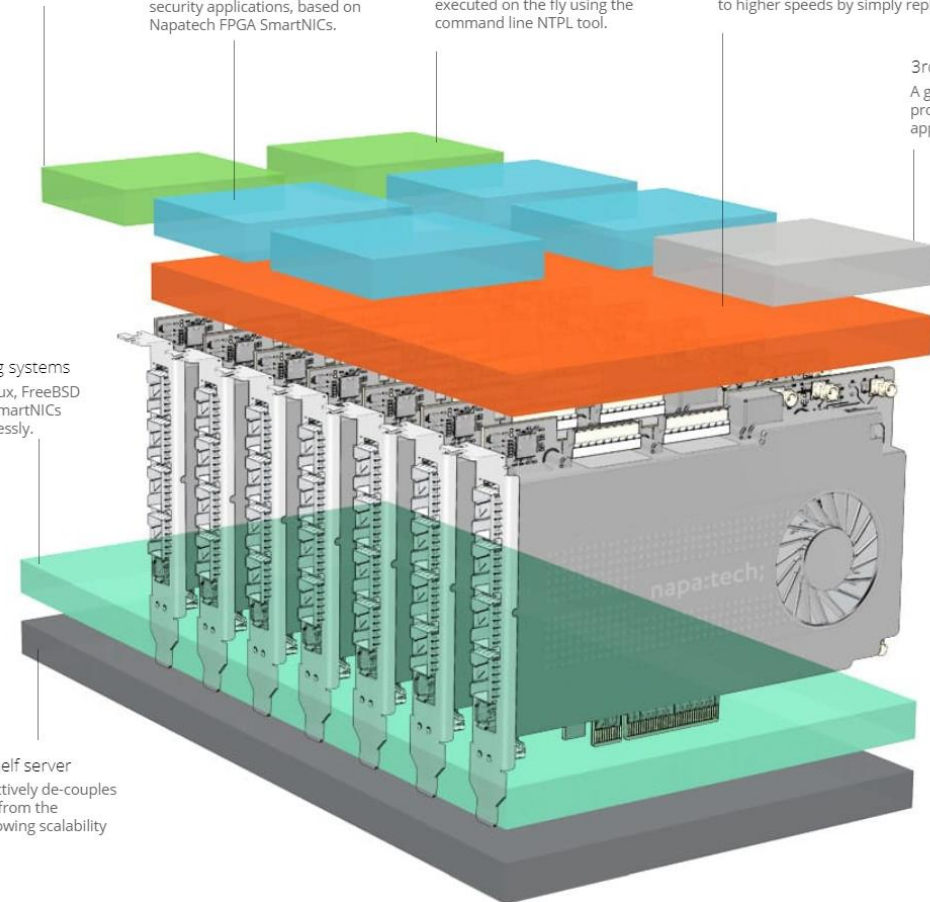 security applications, based on
Napatech FPGA SmartNICs.
executed on the fly using the
command line NTPL tool.
to higher speeds by simply rep
3r
A g
pro
app
g systems
ux, FreeBSD
martNICs
essly.
napa:tech;
elf server
ctively de-couples
from the
owing scalability